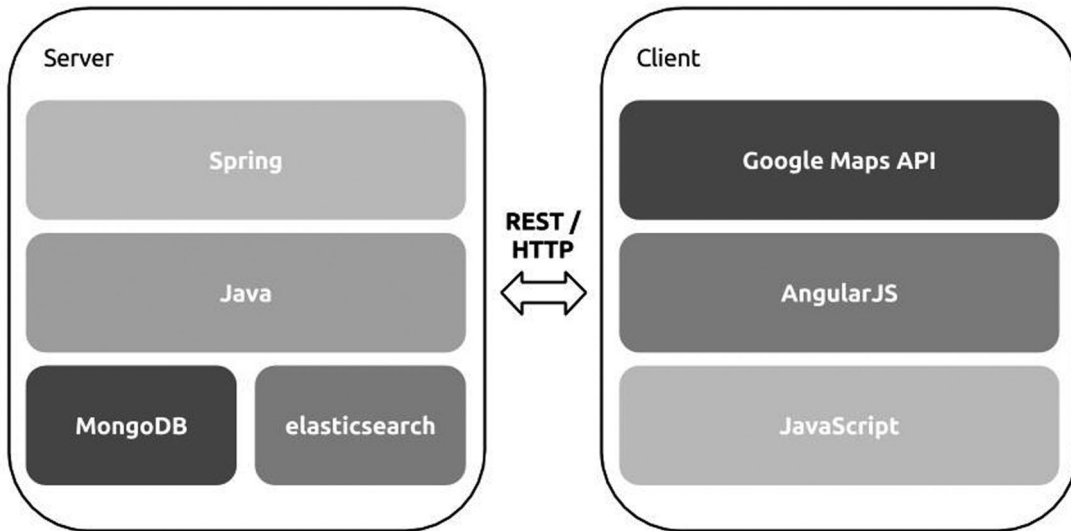 Server
Spring
Java
MongoDB
elasticsearch
REST /
HTTP
Client
Google Maps API
AngularJS
JavaScript